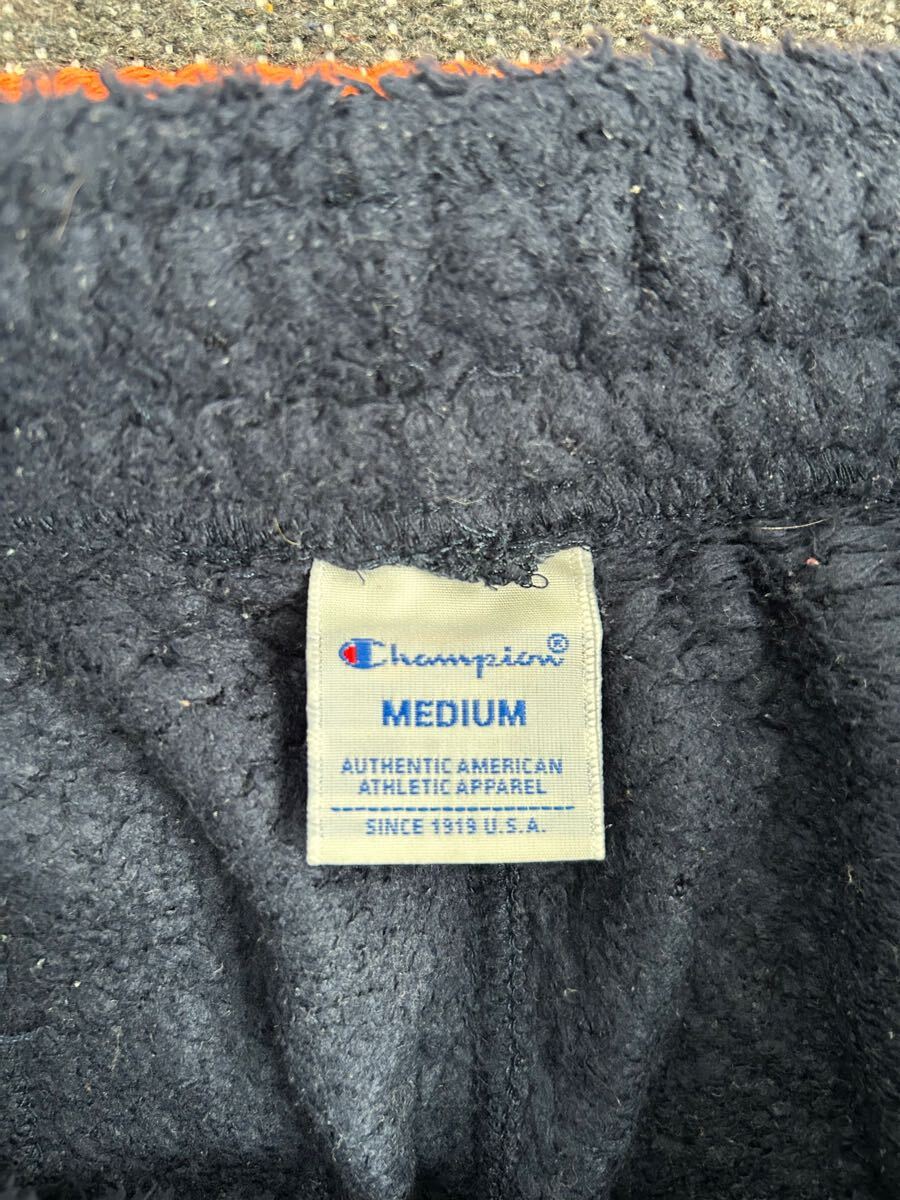 Champion®
MEDIUM
AUTHENTIC AMERICAN
ATHLETIC APPAREL
SINCE 1919 U.S.A.